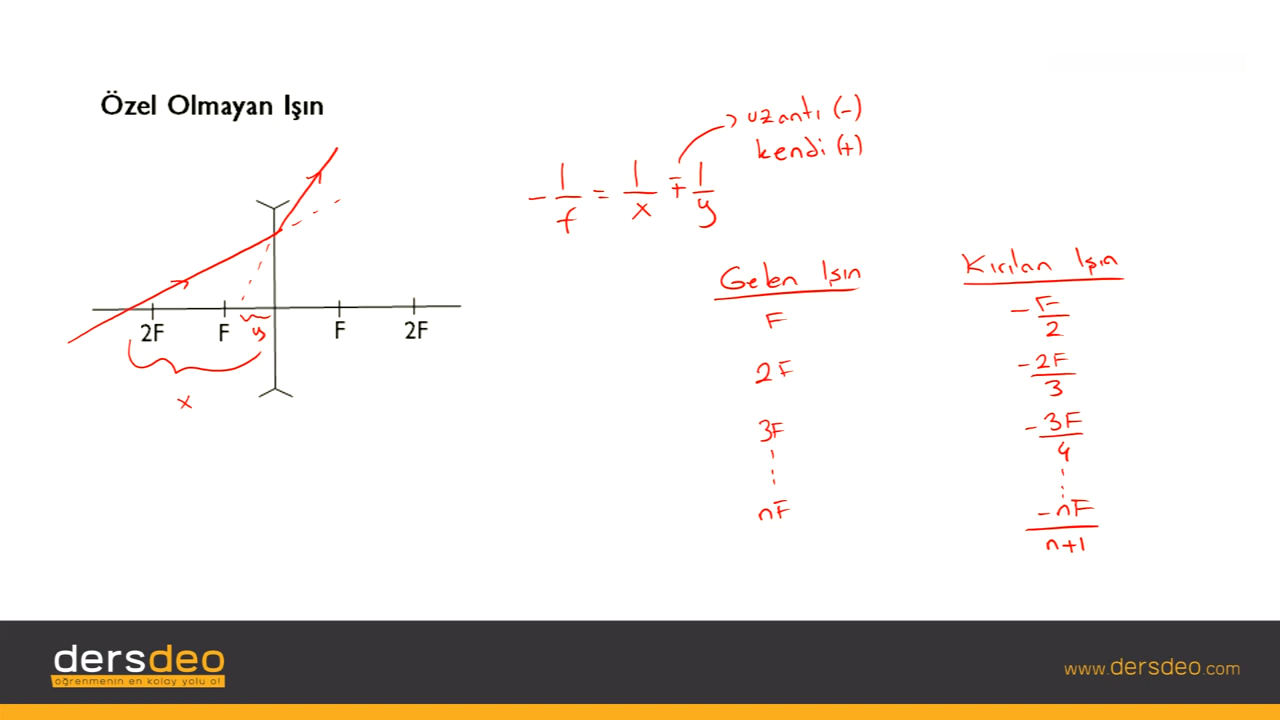 Özel Olmayan Işın
uzantı (-)
kendi (+)
- 1/f = 1/x ∓ 1/y
2F F y F 2F
x
Gelen Işın Kırılan Işın
F -F/2
2F -2F/3
3F -3F/4
nF -nF/n+1
dersdeo
öğrenmenin en kolay yolu o!
www.dersdeo.com